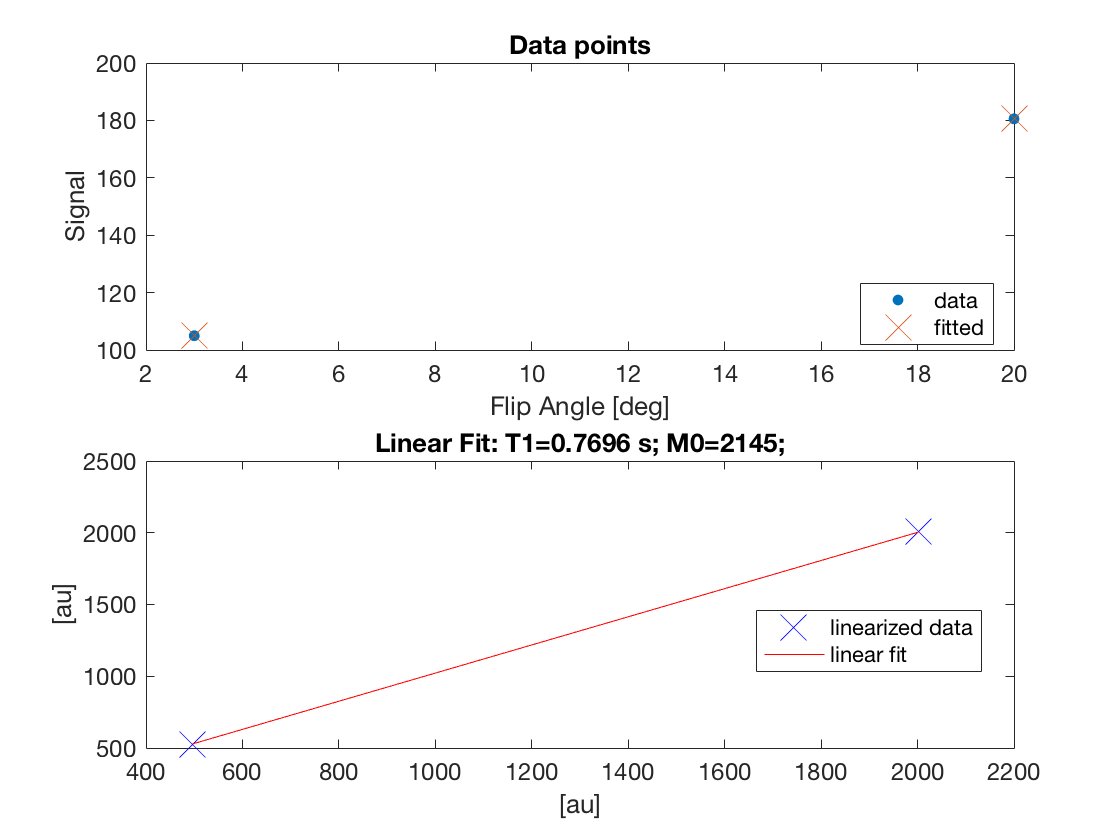 Data points
200
180
160
140
120
100
Signal
data
fitted
2 4 6 8 10 12 14 16 18 20
Flip Angle [deg]
Linear Fit: T1=0.7696 s; M0=2145;
2500
2000
1500
1000
500
[au]
linearized data
linear fit
400 600 800 1000 1200 1400 1600 1800 2000 2200
[au]